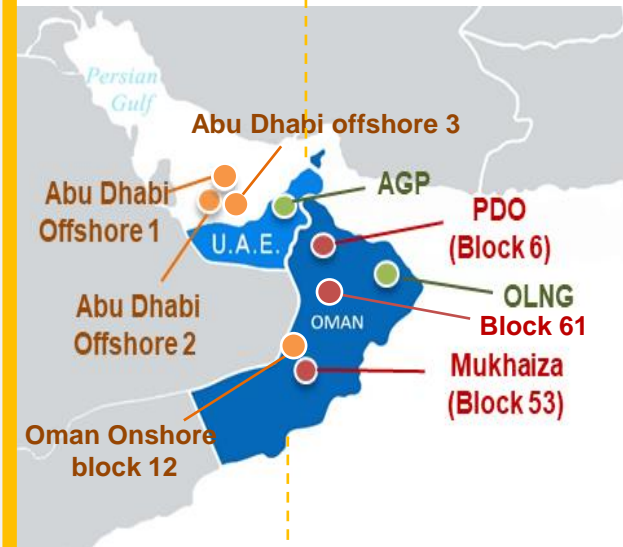 Persian
Gulf
Abu Dhabi offshore 3
Abu Dhabi
Offshore 1
AGP
PDO
(Block 6)
U.A.E.
OLNG
Abu Dhabi
Offshore 2
Block 61
OMAN
Mukhaiza
(Block 53)
Oman Onshore
block 12